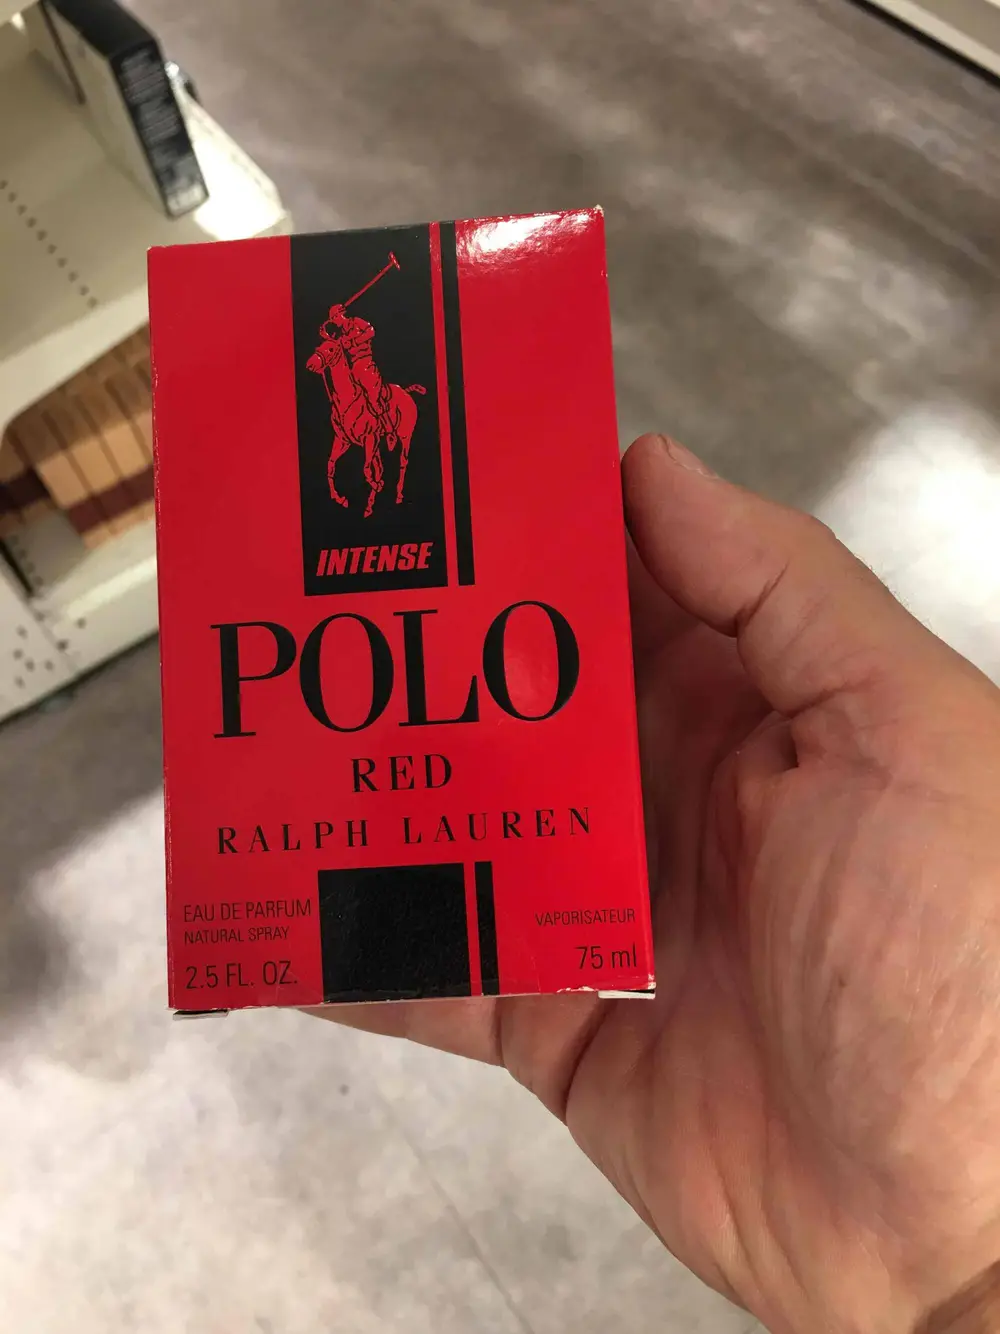 INTENSE
POLO
RED
RALPH LAUREN
EAU DE PARFUM
NATURAL SPRAY
2.5 FL. OZ.
VAPORISATEUR
75 ml